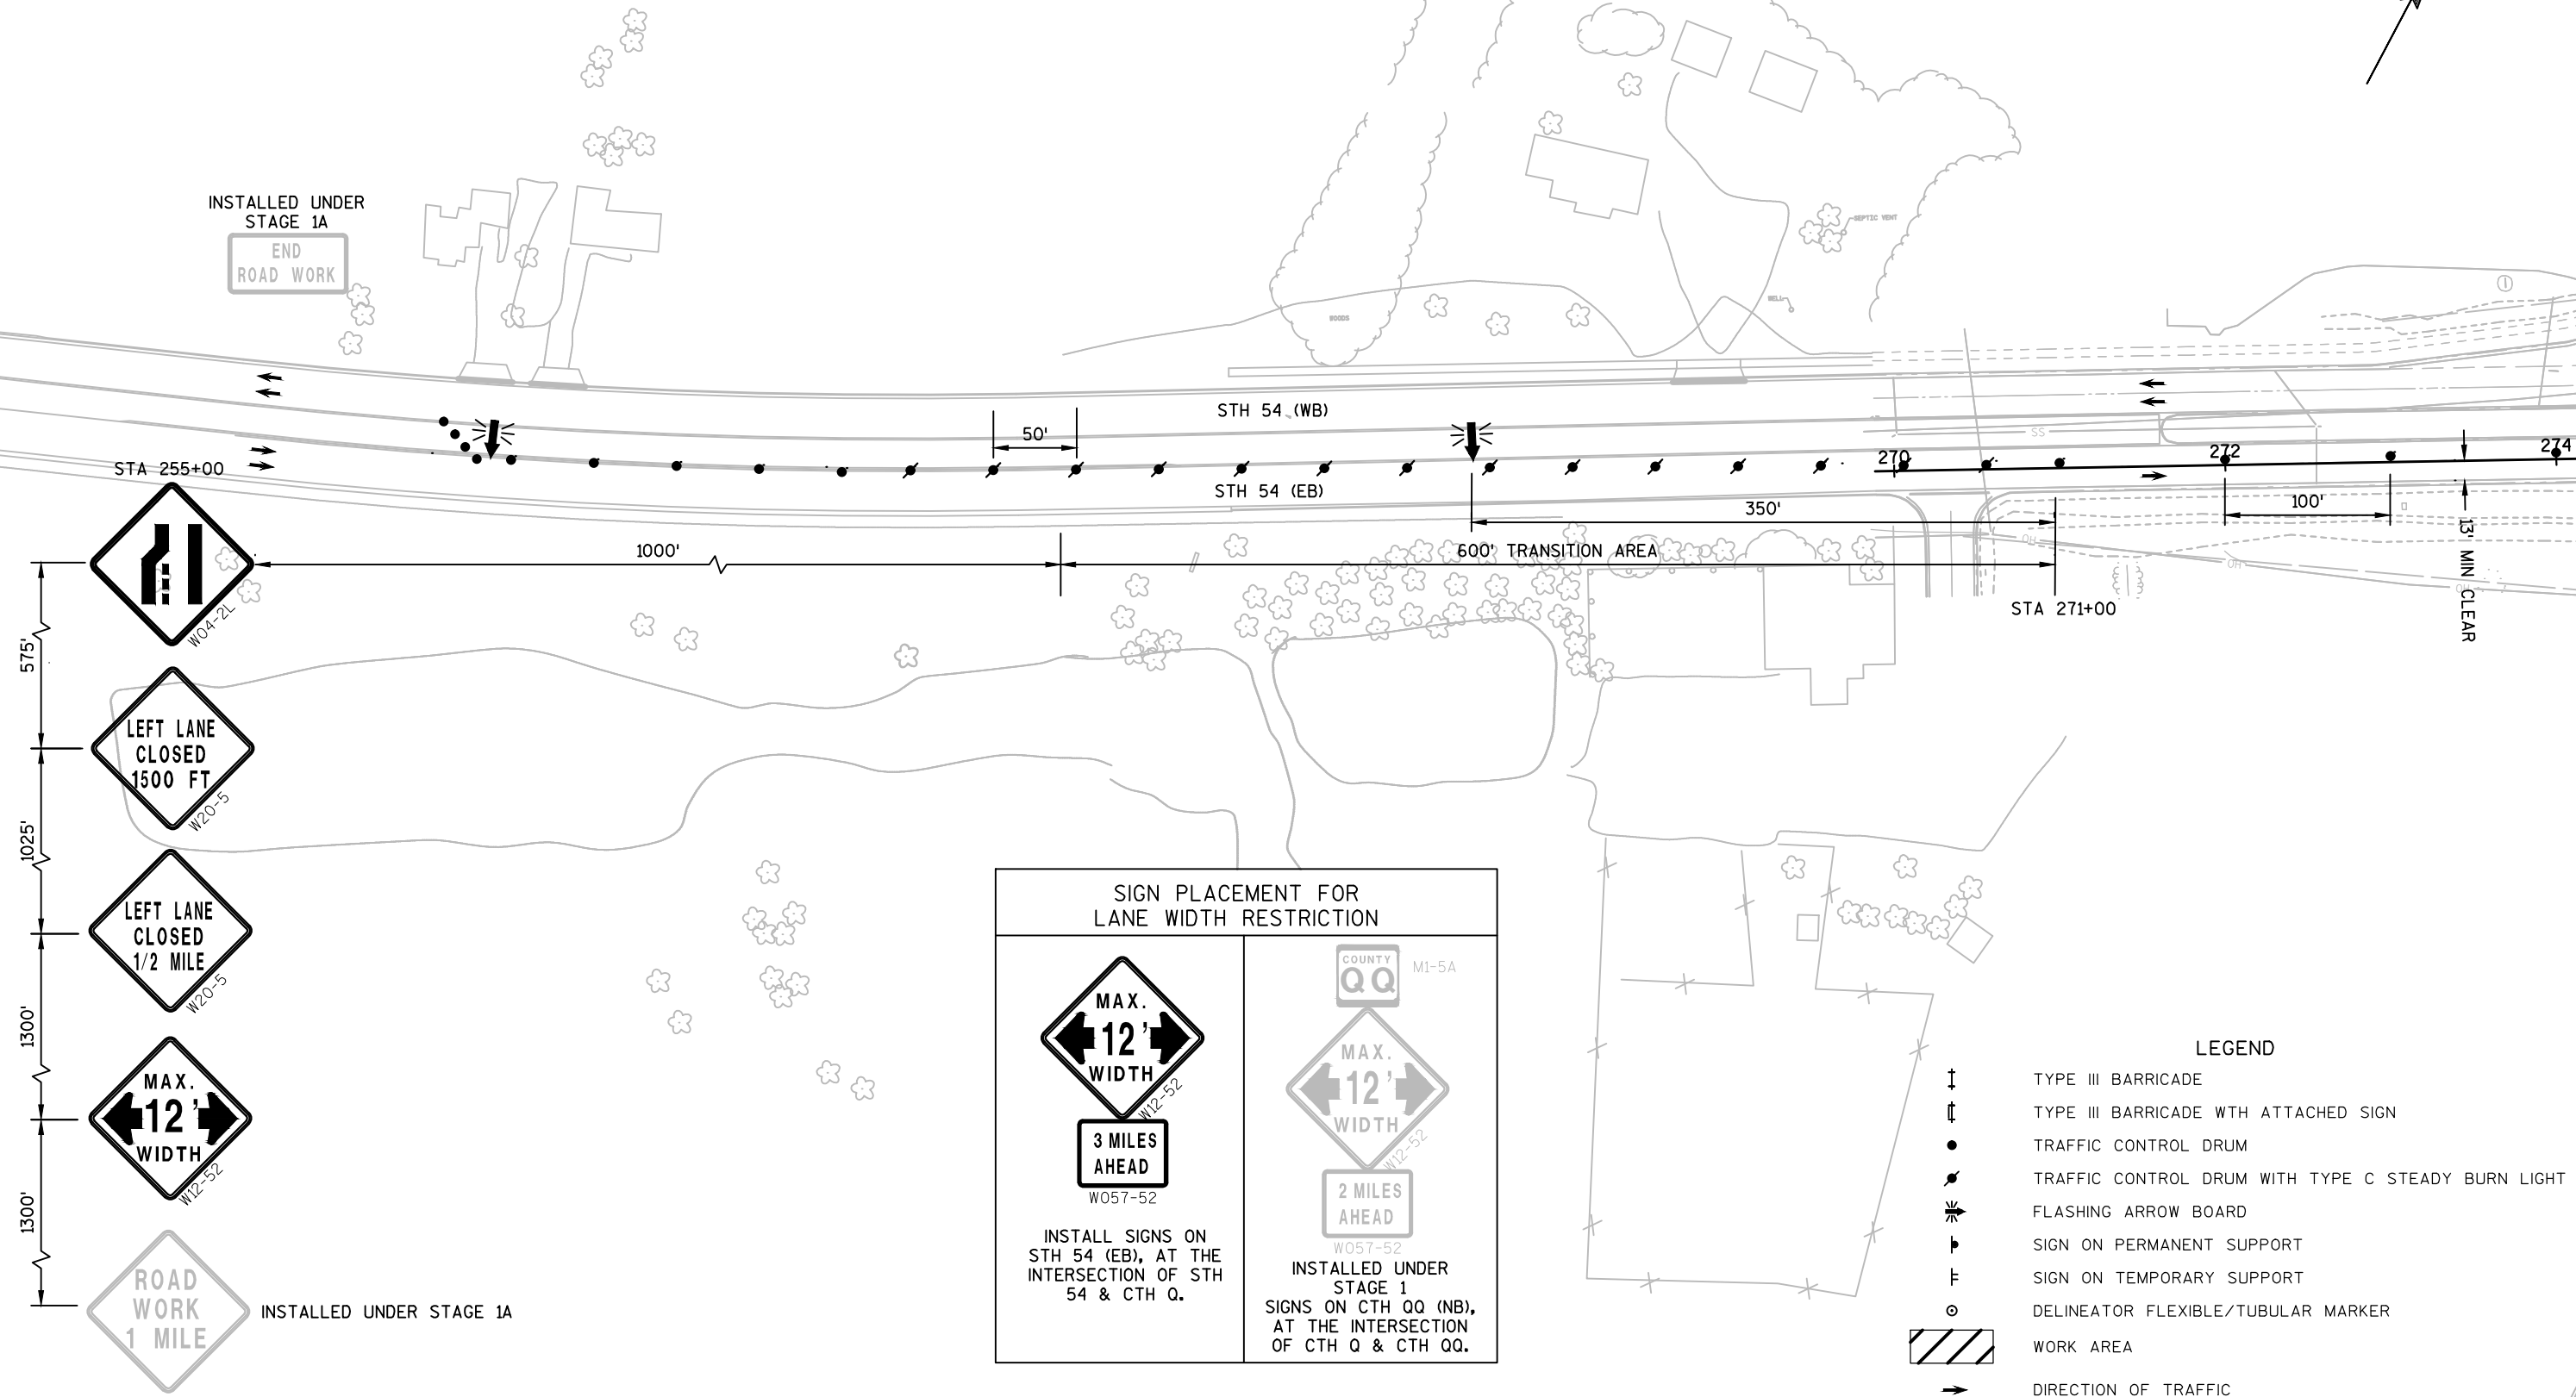 INSTALLED UNDER
STAGE 1A
END
ROAD WORK
SEPTIC VENT
WELL
WOODS
STH 54 (WB)
50'
SS
270
272
274
STA 255+00
STH 54 (EB)
350'
100'
1000'
600' TRANSITION AREA
OH
OH
OH
13' MIN CLEAR
STA 271+00
W04-2L
575'
LEFT LANE
CLOSED
1500 FT
W20-5
1025'
LEFT LANE
CLOSED
1/2 MILE
W20-5
1300'
MAX.
12'
WIDTH
W12-52
1300'
ROAD
WORK
1 MILE
INSTALLED UNDER STAGE 1A
SIGN PLACEMENT FOR
LANE WIDTH RESTRICTION
MAX.
12'
WIDTH
W12-52
3 MILES
AHEAD
W057-52
INSTALL SIGNS ON
STH 54 (EB), AT THE
INTERSECTION OF STH
54 & CTH Q.
COUNTY
QQ
M1-5A
MAX.
12'
WIDTH
W12-52
2 MILES
AHEAD
W057-52
INSTALLED UNDER
STAGE 1
SIGNS ON CTH QQ (NB),
AT THE INTERSECTION
OF CTH Q & CTH QQ.
LEGEND
TYPE III BARRICADE
TYPE III BARRICADE WTH ATTACHED SIGN
TRAFFIC CONTROL DRUM
TRAFFIC CONTROL DRUM WITH TYPE C STEADY BURN LIGHT
FLASHING ARROW BOARD
SIGN ON PERMANENT SUPPORT
SIGN ON TEMPORARY SUPPORT
DELINEATOR FLEXIBLE/TUBULAR MARKER
WORK AREA
DIRECTION OF TRAFFIC